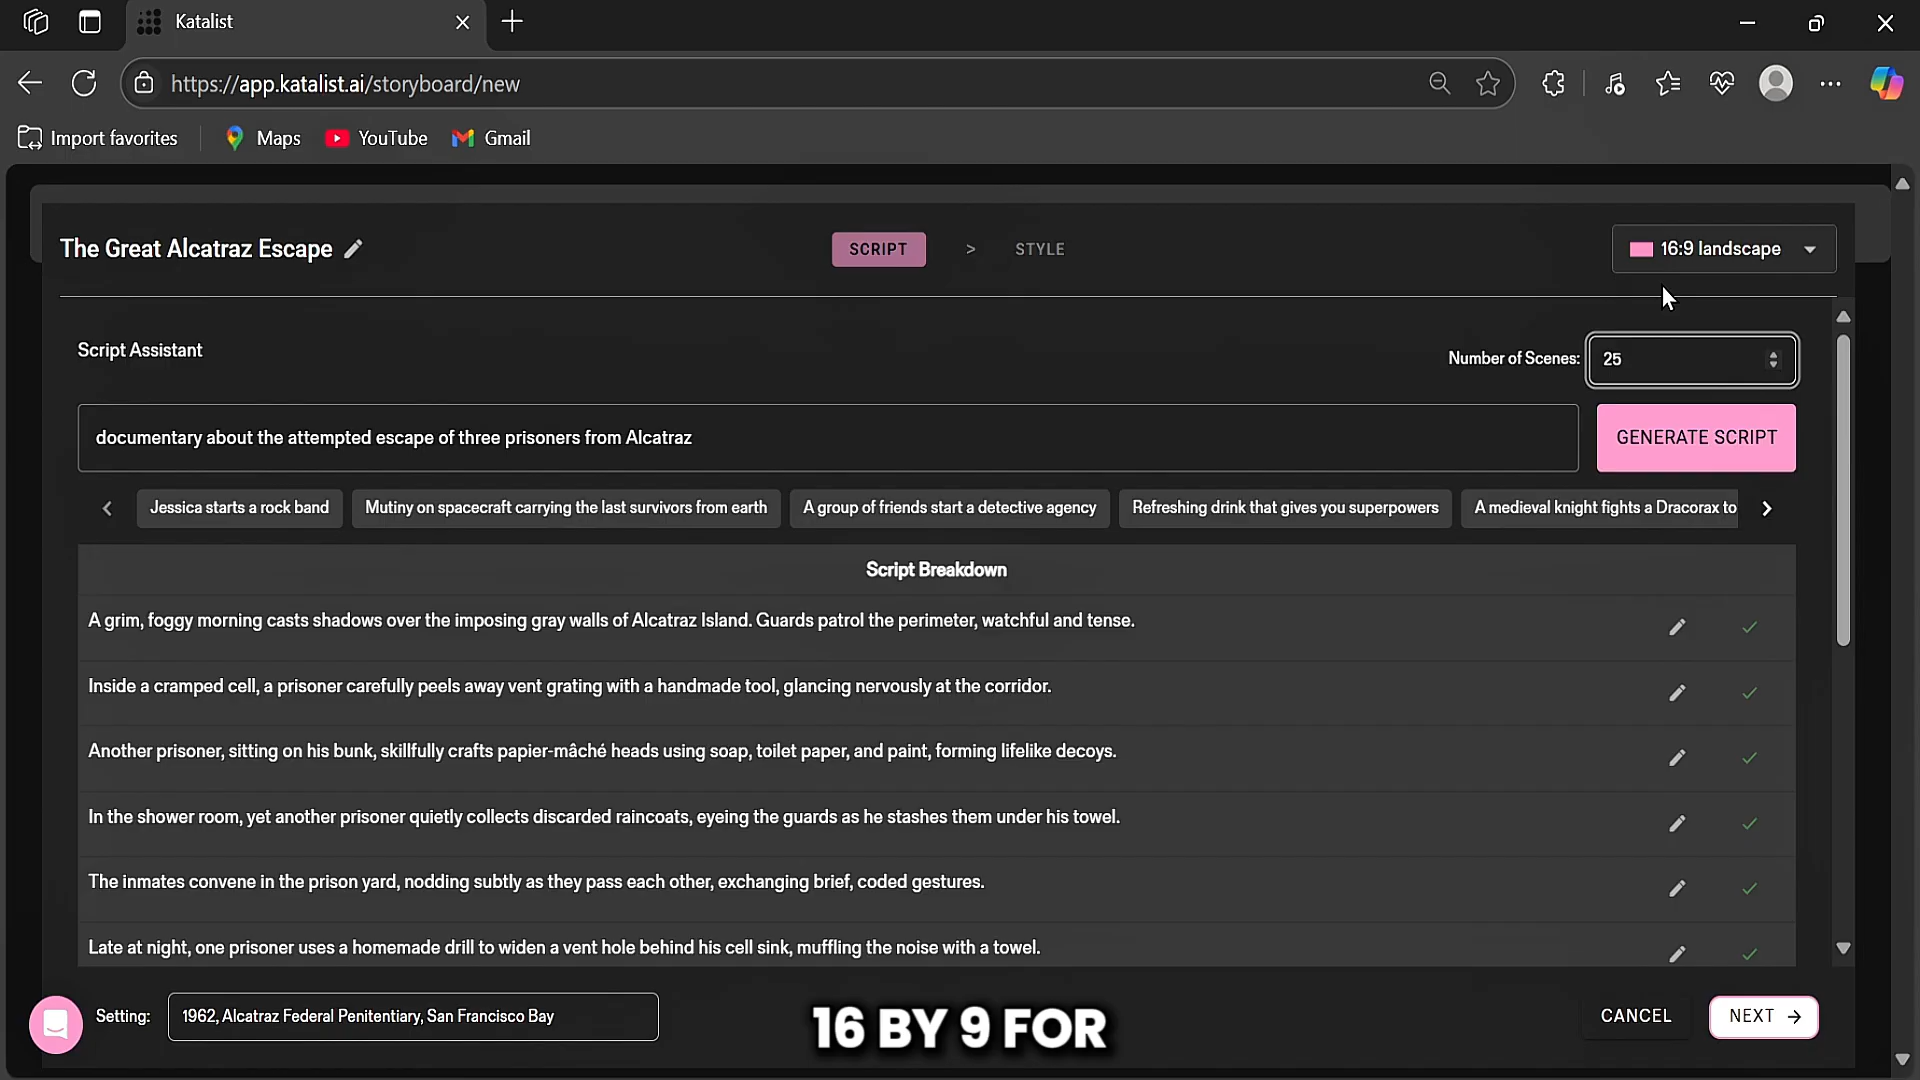 Katalist
https://app.katalist.ai/storyboard/new
Import favorites
Maps
YouTube
Gmail
The Great Alcatraz Escape
SCRIPT > STYLE
16:9 landscape
Script Assistant
Number of Scenes: 25
documentary about the attempted escape of three prisoners from Alcatraz
GENERATE SCRIPT
Jessica starts a rock band
Mutiny on spacecraft carrying the last survivors from earth
A group of friends start a detective agency
Refreshing drink that gives you superpowers
A medieval knight fights a Dracorax to
Script Breakdown
A grim, foggy morning casts shadows over the imposing gray walls of Alcatraz Island. Guards patrol the perimeter, watchful and tense.
Inside a cramped cell, a prisoner carefully peels away vent grating with a handmade tool, glancing nervously at the corridor.
Another prisoner, sitting on his bunk, skillfully crafts papier-mâché heads using soap, toilet paper, and paint, forming lifelike decoys.
In the shower room, yet another prisoner quietly collects discarded raincoats, eyeing the guards as he stashes them under his towel.
The inmates convene in the prison yard, nodding subtly as they pass each other, exchanging brief, coded gestures.
Late at night, one prisoner uses a homemade drill to widen a vent hole behind his cell sink, muffling the noise with a towel.
Setting: 1962, Alcatraz Federal Penitentiary, San Francisco Bay
16 BY 9 FOR
CANCEL
NEXT